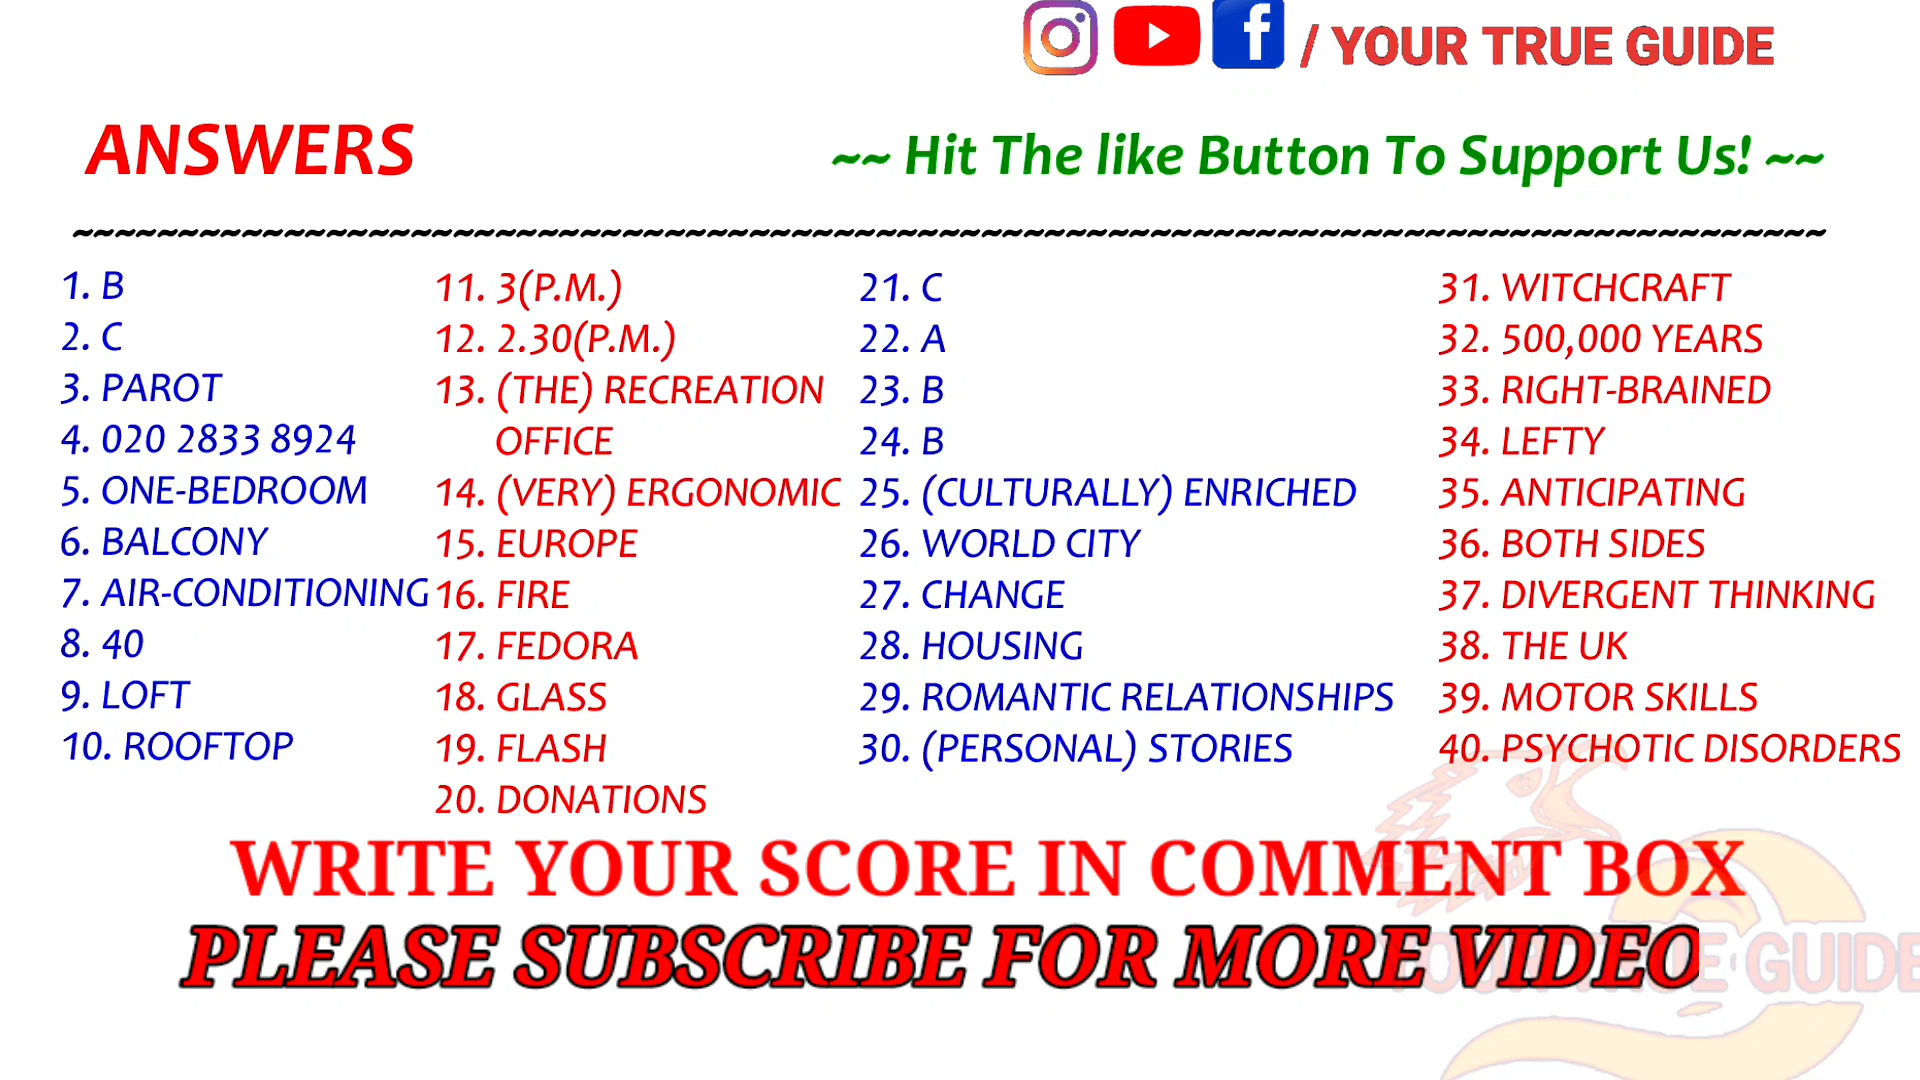 / YOUR TRUE GUIDE
ANSWERS
~~ Hit The like Button To Support Us! ~~
1. B
2. C
3. PAROT
4. 020 2833 8924
5. ONE-BEDROOM
6. BALCONY
7. AIR-CONDITIONING
8. 40
9. LOFT
10. ROOFTOP
11. 3(P.M.)
12. 2.30(P.M.)
13. (THE) RECREATION
OFFICE
14. (VERY) ERGONOMIC
15. EUROPE
16. FIRE
17. FEDORA
18. GLASS
19. FLASH
20. DONATIONS
21. C
22. A
23. B
24. B
25. (CULTURALLY) ENRICHED
26. WORLD CITY
27. CHANGE
28. HOUSING
29. ROMANTIC RELATIONSHIPS
30. (PERSONAL) STORIES
31. WITCHCRAFT
32. 500,000 YEARS
33. RIGHT-BRAINED
34. LEFTY
35. ANTICIPATING
36. BOTH SIDES
37. DIVERGENT THINKING
38. THE UK
39. MOTOR SKILLS
40. PSYCHOTIC DISORDERS
WRITE YOUR SCORE IN COMMENT BOX
PLEASE SUBSCRIBE FOR MORE VIDEO
YOUR TRUE GUIDE